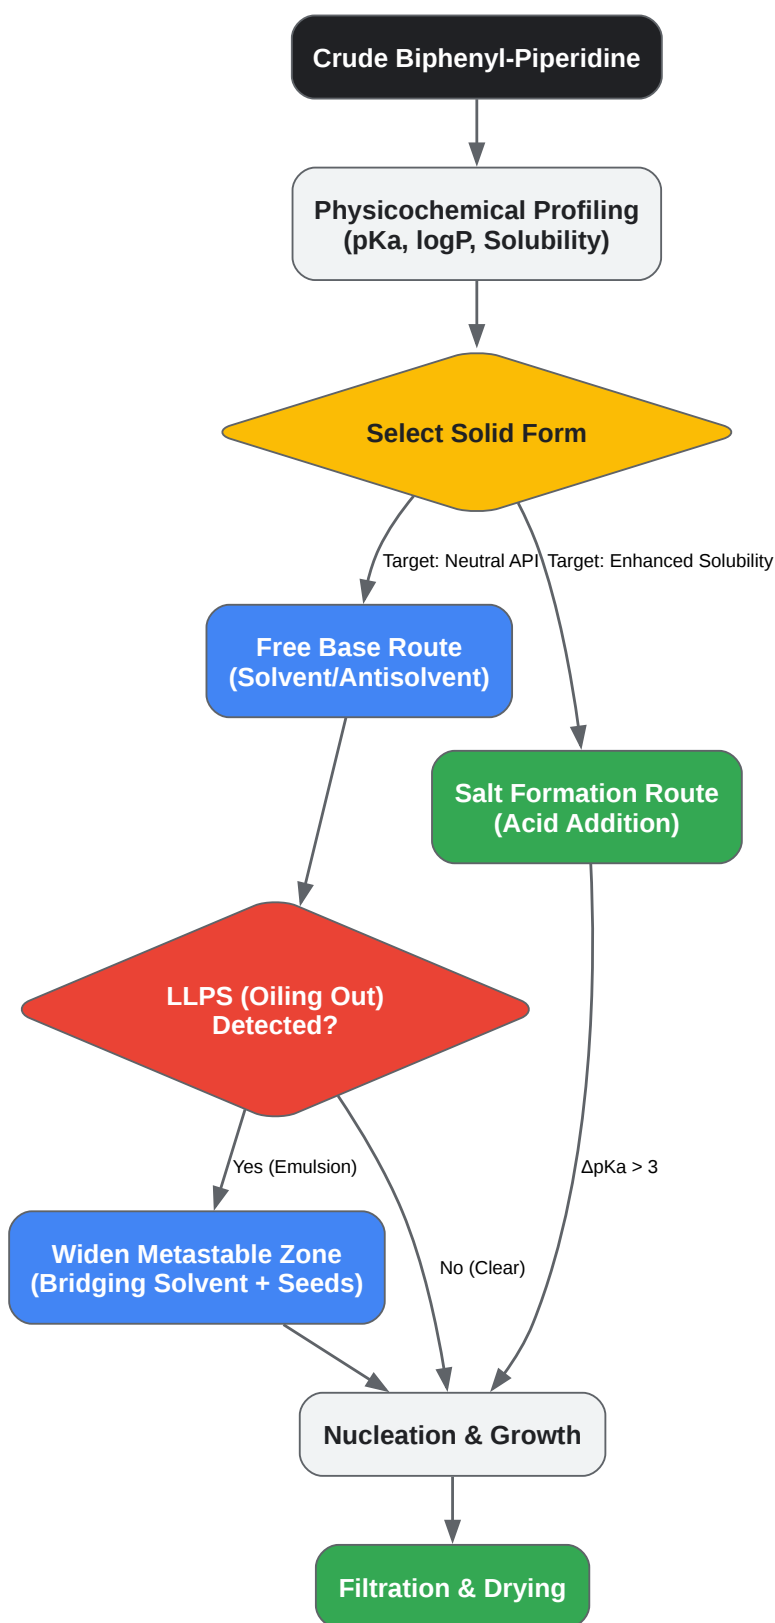 Crude Biphenyl-Piperidine
Physicochemical Profiling
(pKa, logP, Solubility)
Select Solid Form
Target: Neutral API
Target: Enhanced Solubility
Free Base Route
(Solvent/Antisolvent)
Salt Formation Route
(Acid Addition)
LLPS (Oiling Out)
Detected?
Yes (Emulsion)
ΔpKa > 3
Widen Metastable Zone
(Bridging Solvent + Seeds)
No (Clear)
Nucleation & Growth
Filtration & Drying